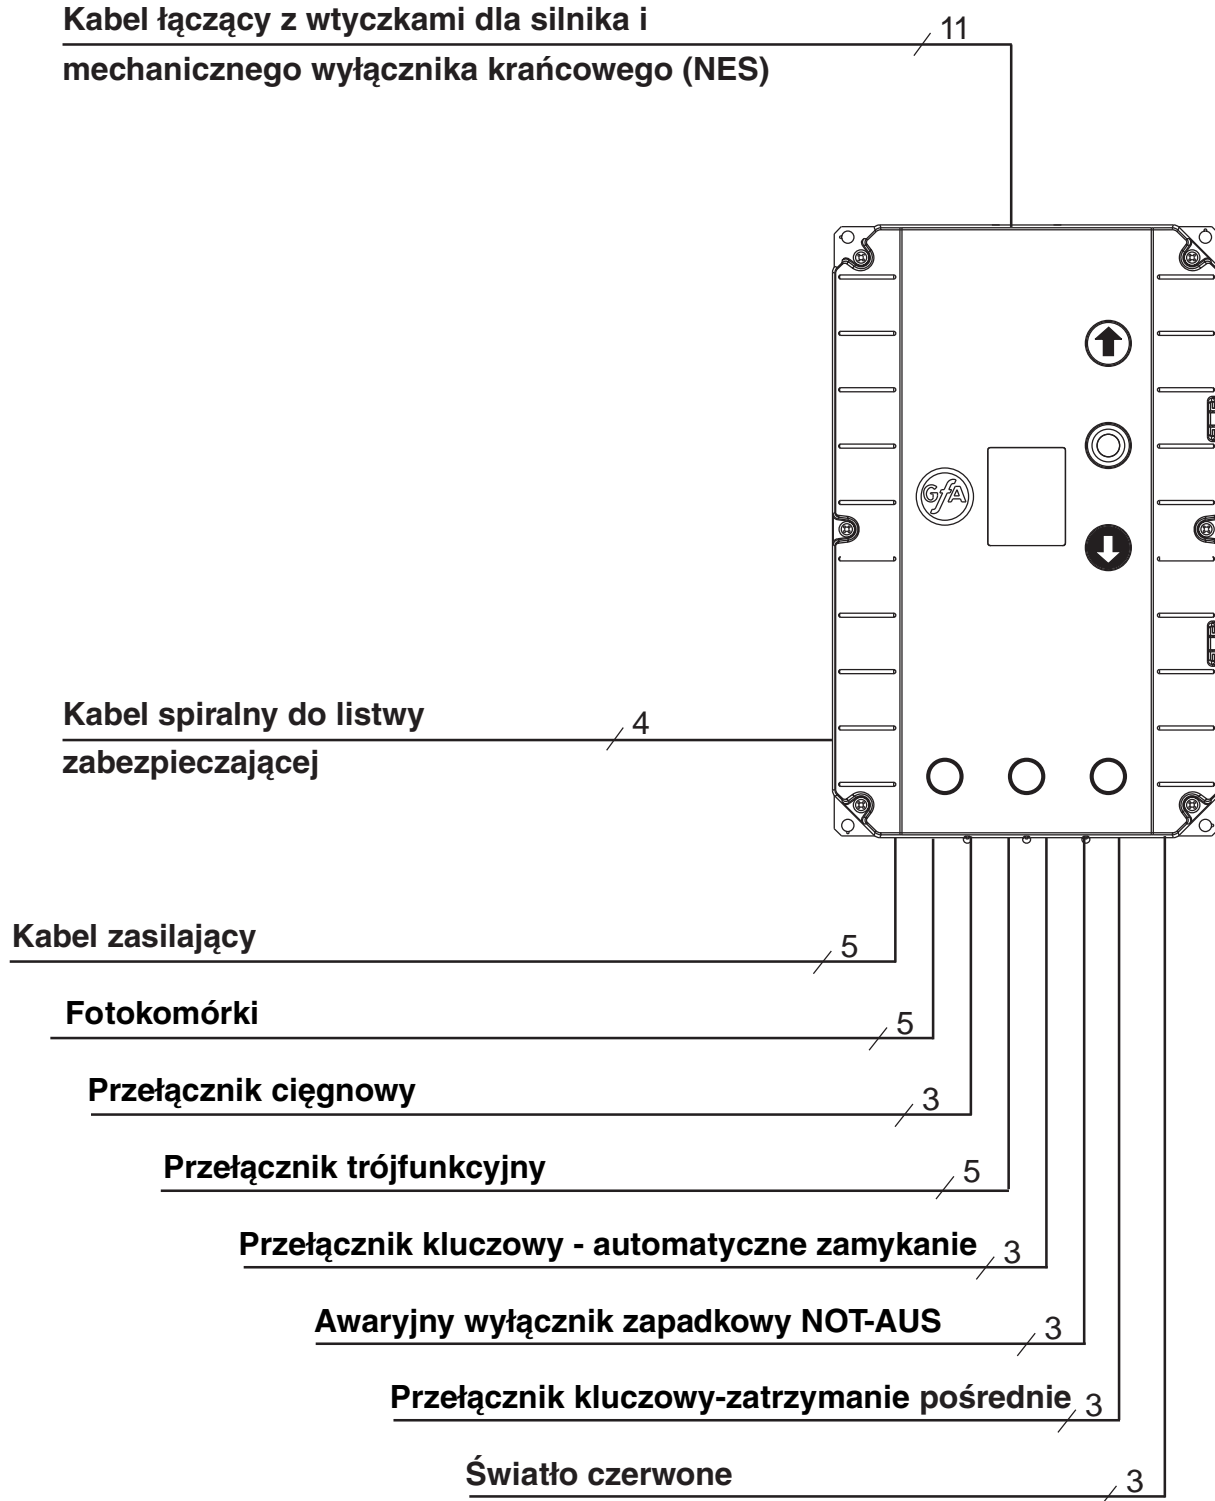 Kabel łączący z wtyczkami dla silnika i
11
mechanicznego wyłącznika krańcowego (NES)
GfA
Kabel spiralny do listwy
4
zabezpieczającej
Kabel zasilający
5
Fotokomórki
5
Przełącznik cięgnowy
3
Przełącznik trójfunkcyjny
5
Przełącznik kluczowy - automatyczne zamykanie
3
Awaryjny wyłącznik zapadkowy NOT-AUS
3
Przełącznik kluczowy-zatrzymanie pośrednie
3
Światło czerwone
3